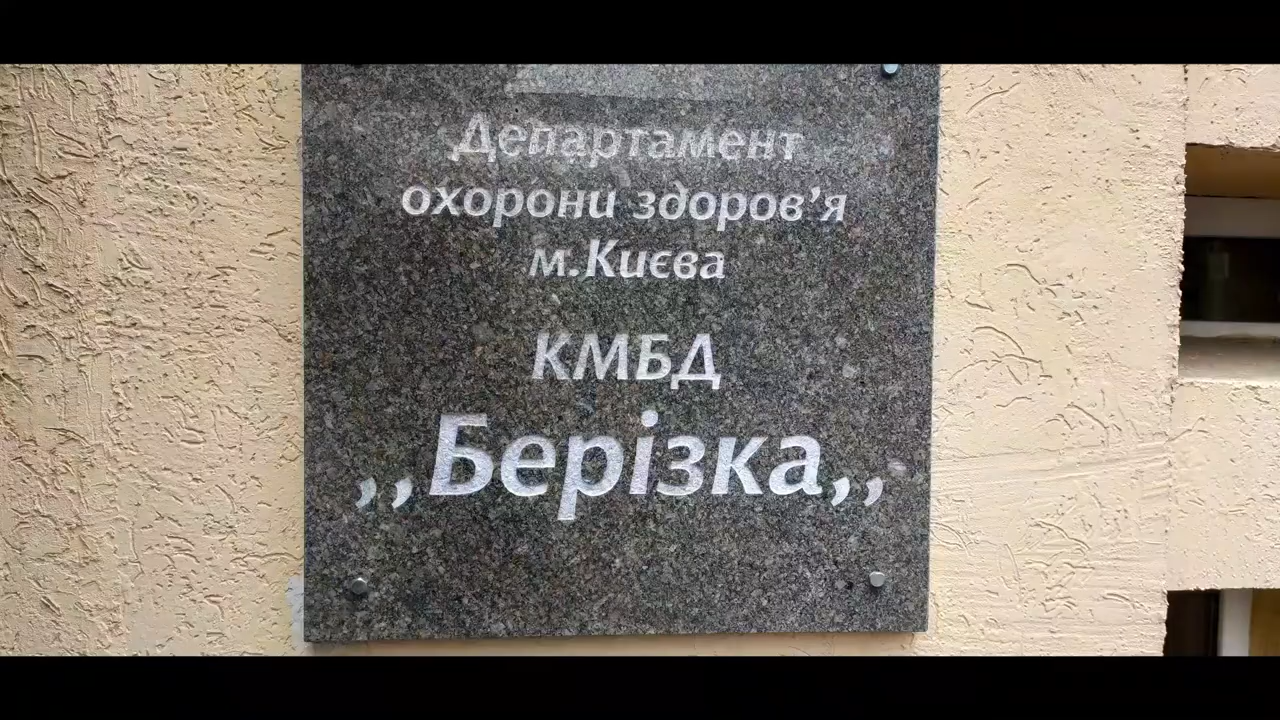 Департамент
охорони здоров’я
м.Києва
КМБД
,,Берізка,,